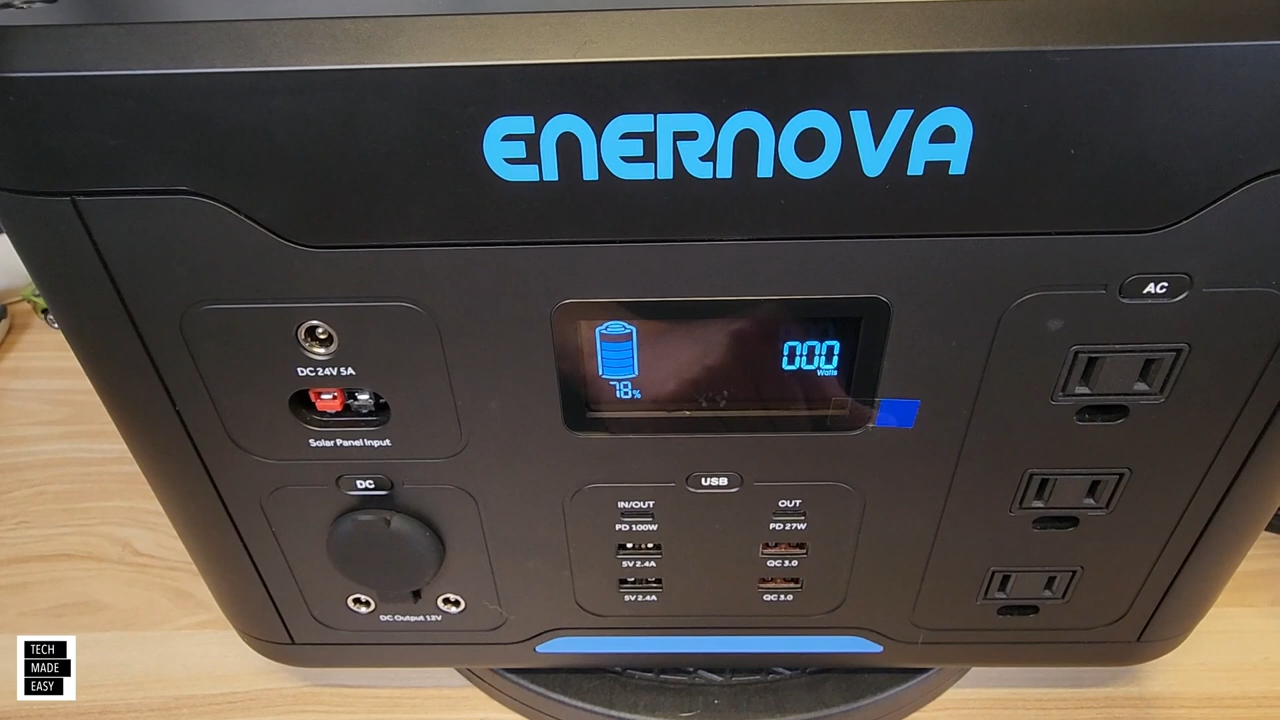 ENERNOVA
AC
DC 24V 5A
Solar Panel Input
78%
000
Watts
DC
DC Output 12V
USB
IN/OUT
PD 100W
OUT
PD 27W
5V 2.4A
QC 3.0
5V 2.4A
QC 3.0
TECH
MADE
EASY